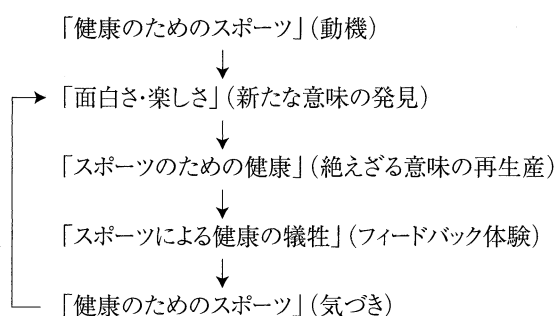 「健康のためのスポーツ」(動機)
「面白さ・楽しさ」(新たな意味の発見)
「スポーツのための健康」(絶えざる意味の再生産)
「スポーツによる健康の犠牲」(フィードバック体験)
「健康のためのスポーツ」(気づき)